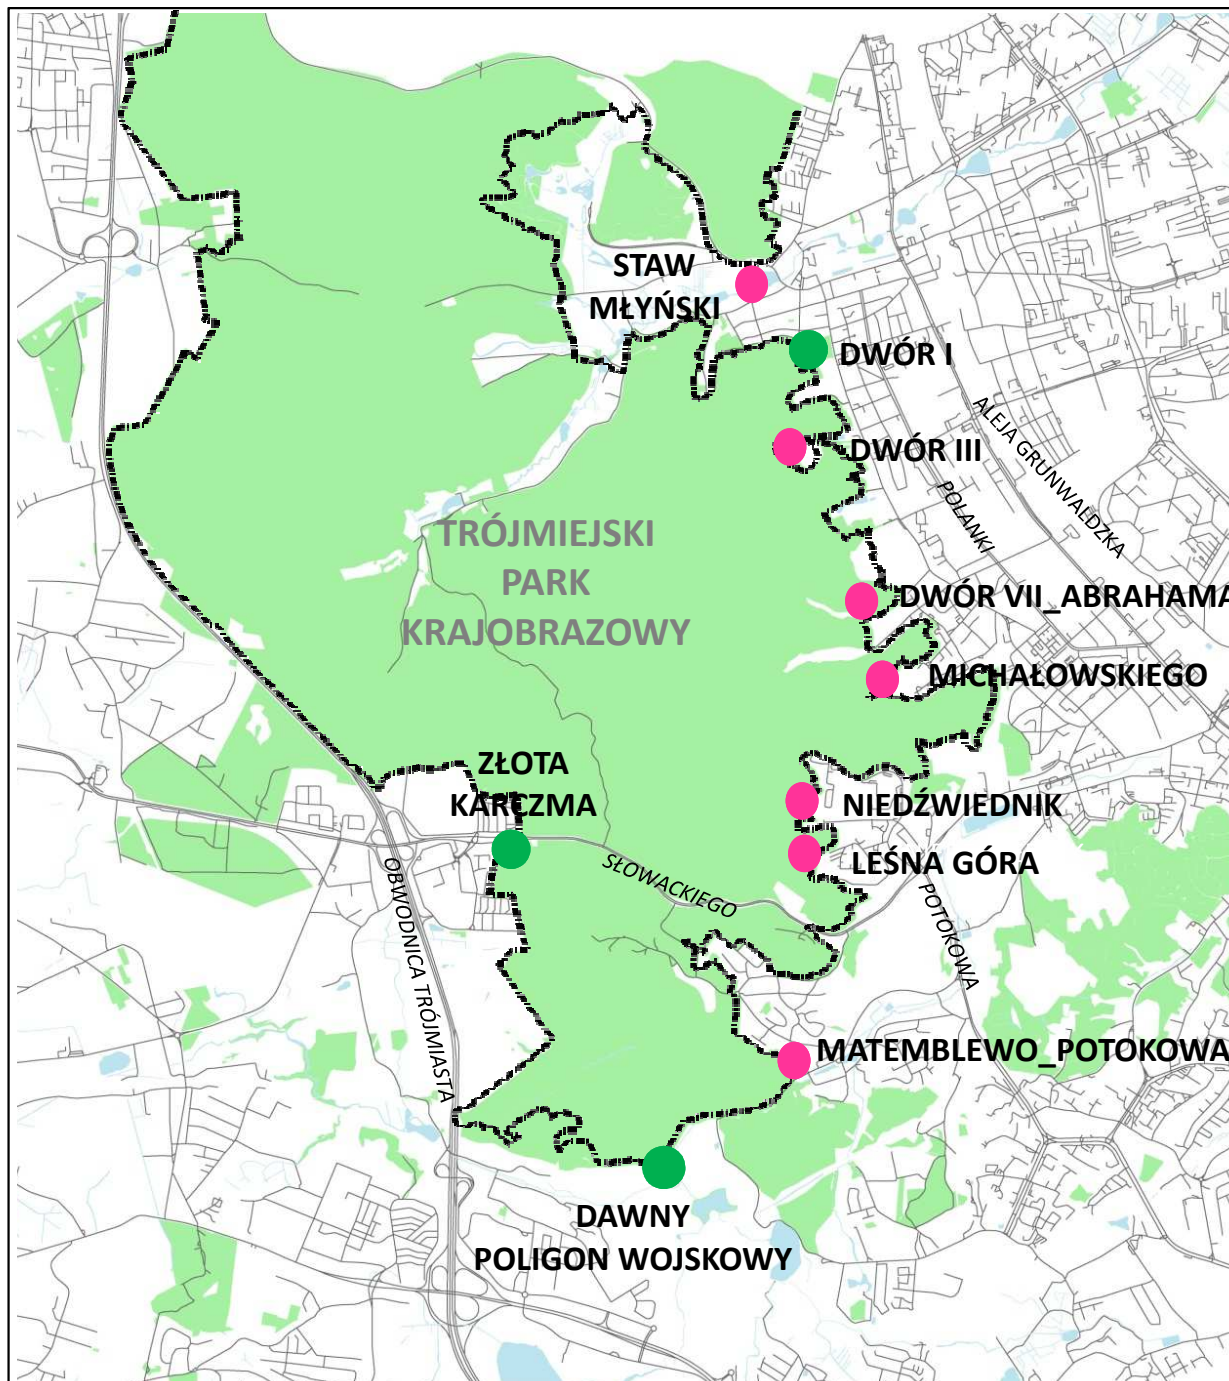 STAW
MŁYŃSKI
DWÓR I
ALEJA GRUNWALDZKA
DWÓR III
POLANKI
TRÓJMIEJSKI
PARK
KRAJOBRAZOWY
DWÓR VII_ABRAHAMA
MICHAŁOWSKIEGO
ZŁOTA
KARCZMA
NIEDŹWIEDNIK
LEŚNA GÓRA
SŁOWACKIEGO
OBWODNICA TRÓJMIASTA
POTOKOWA
MATEMBLEWO_POTOKOWA
DAWNY
POLIGON WOJSKOWY